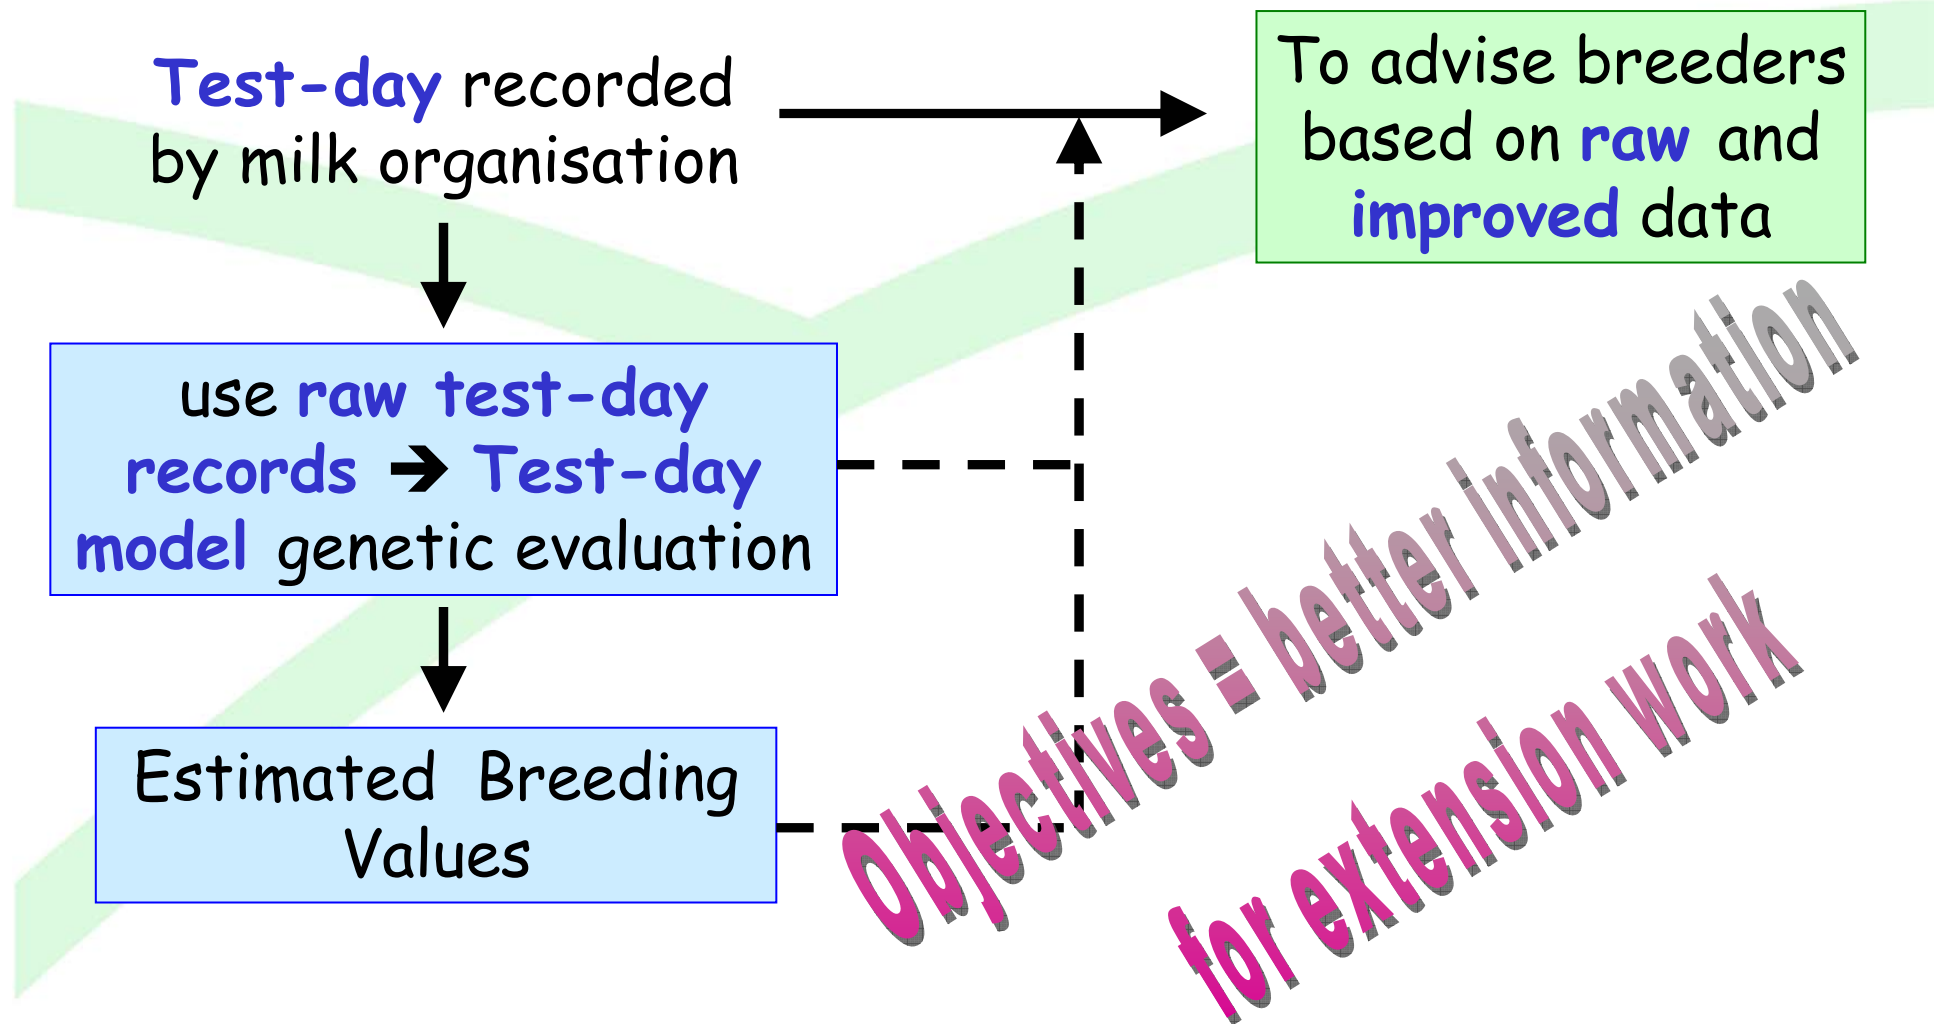 Test-day recorded
by milk organisation
To advise breeders
based on raw and
improved data
use raw test-day
records ➔ Test-day
model genetic evaluation
Estimated Breeding
Values
Objectives = better information
for extension work